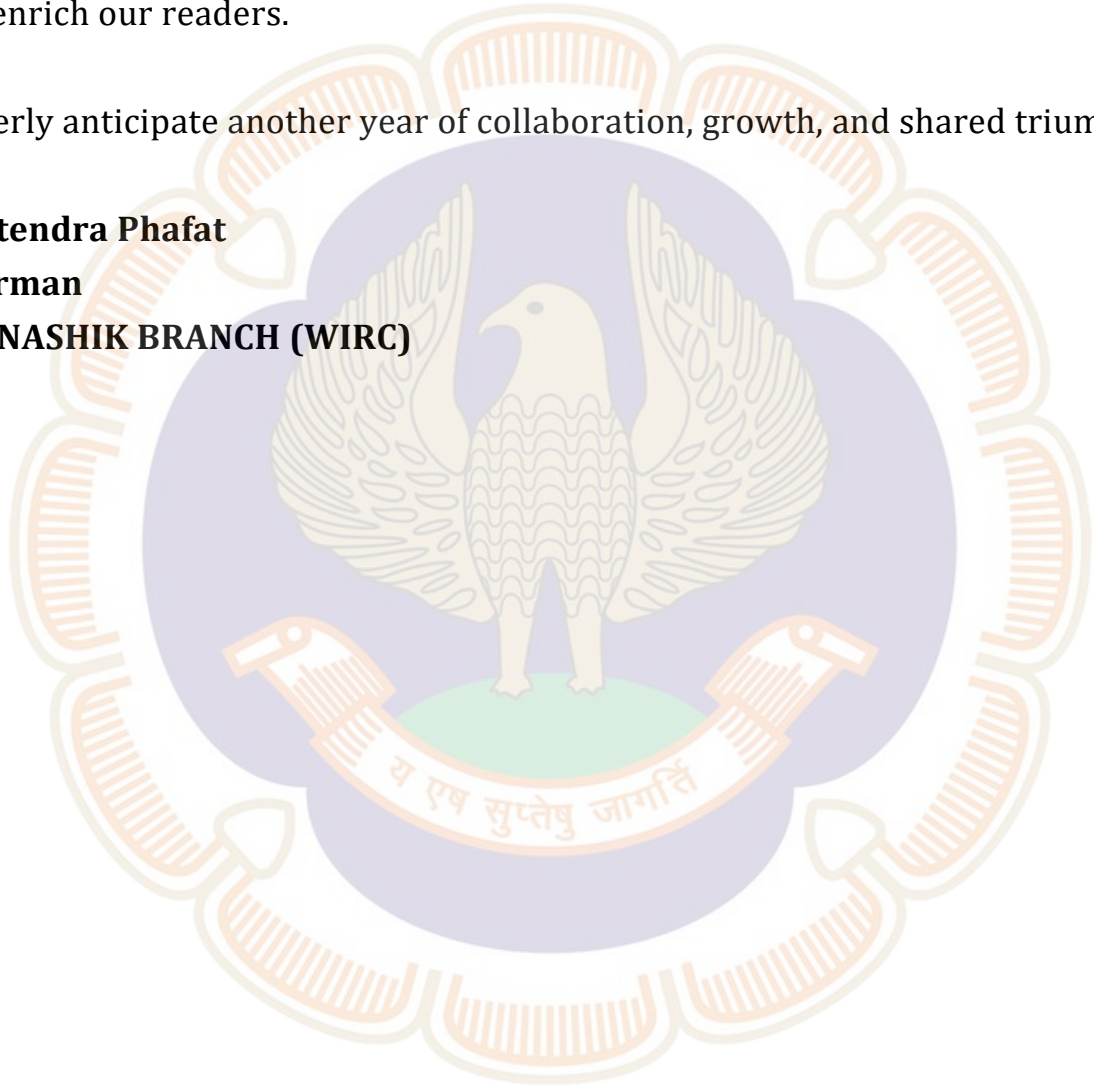 enrich our readers.
erly anticipate another year of collaboration, growth, and shared trium
tendra Phafat
rman
NASHIK BRANCH (WIRC)
य एष सुप्तेषु जागर्ति